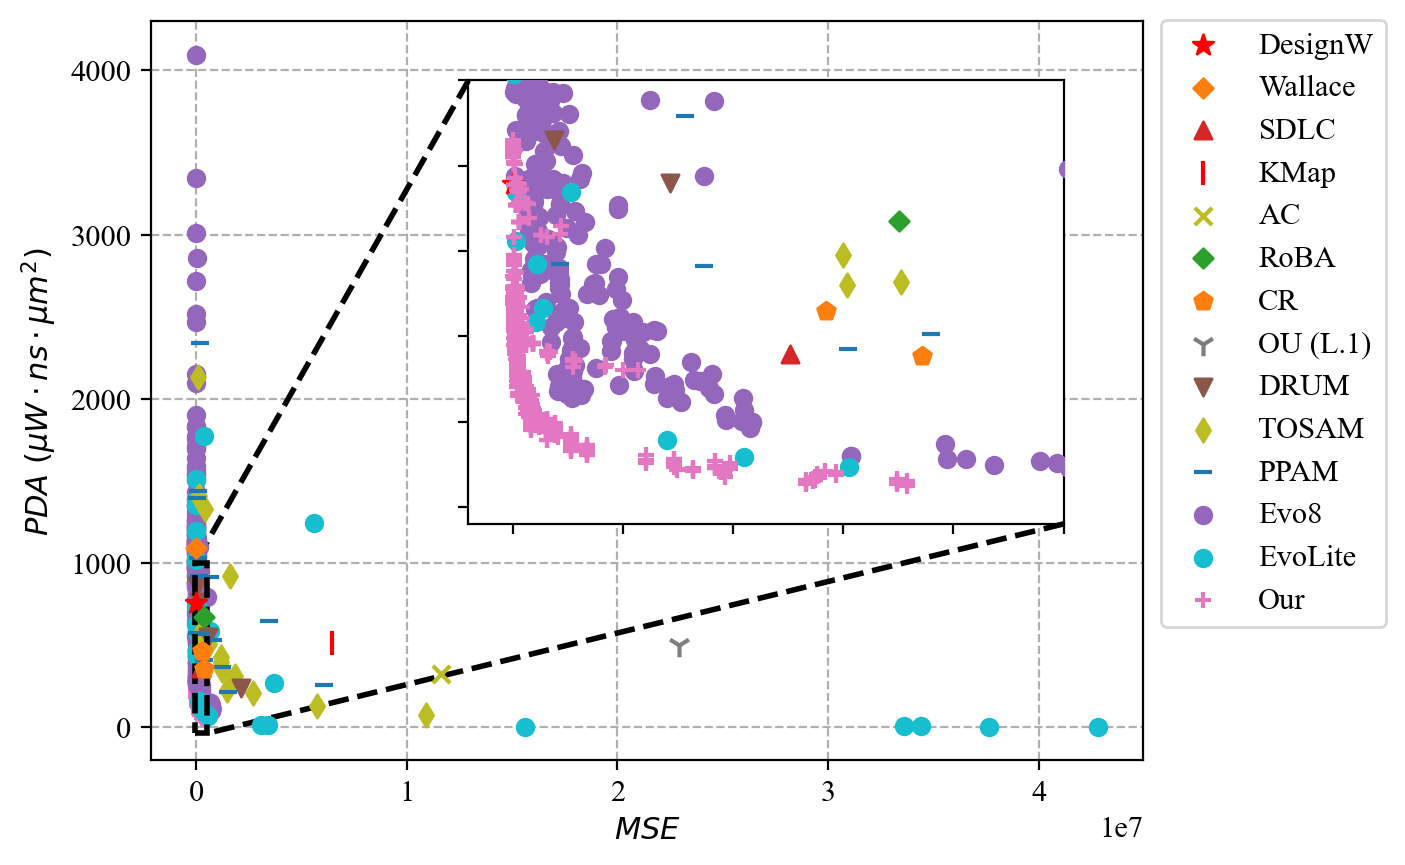 4000
3000
2000
1000
0
PDA (μW · ns · μm²)
0
1
2
3
4
1e7
MSE
DesignW
Wallace
SDLC
KMap
AC
RoBA
CR
OU (L.1)
DRUM
TOSAM
PPAM
Evo8
EvoLite
Our